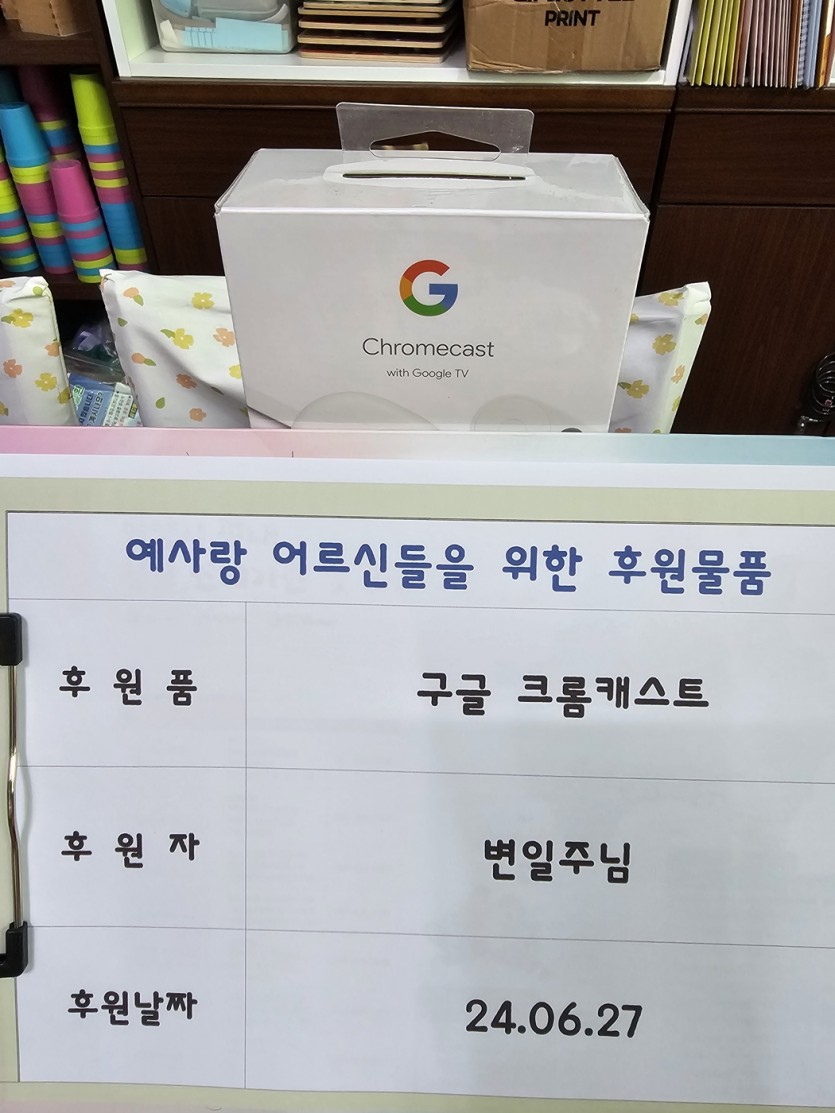 PRINT
G
Chromecast
with Google TV
예사랑 어르신들을 위한 후원물품
후 원 품
구글 크롬캐스트
후 원 자
변일주님
후원날짜
24.06.27